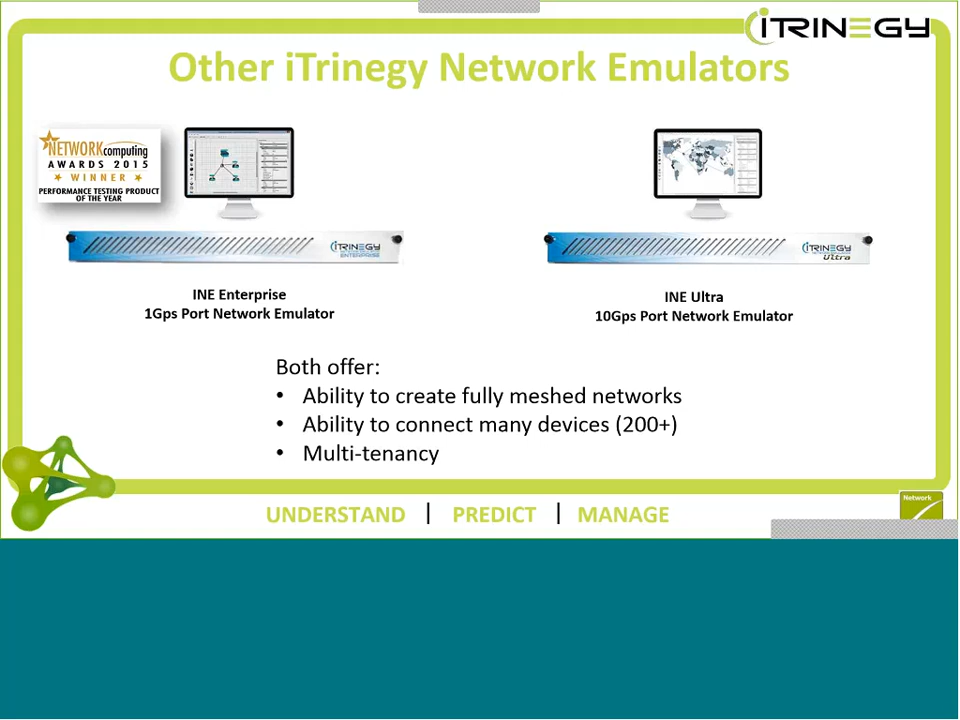 iTRINEGY
Other iTrinegy Network Emulators
NETWORKcomputing
AWARDS 2015
WINNER
PERFORMANCE TESTING PRODUCT
OF THE YEAR
iTRINEGY
ENTERPRISE
iTRINEGY
Ultra
INE Enterprise
1Gps Port Network Emulator
INE Ultra
10Gps Port Network Emulator
Both offer:
• Ability to create fully meshed networks
• Ability to connect many devices (200+)
• Multi-tenancy
UNDERSTAND | PREDICT | MANAGE
Network